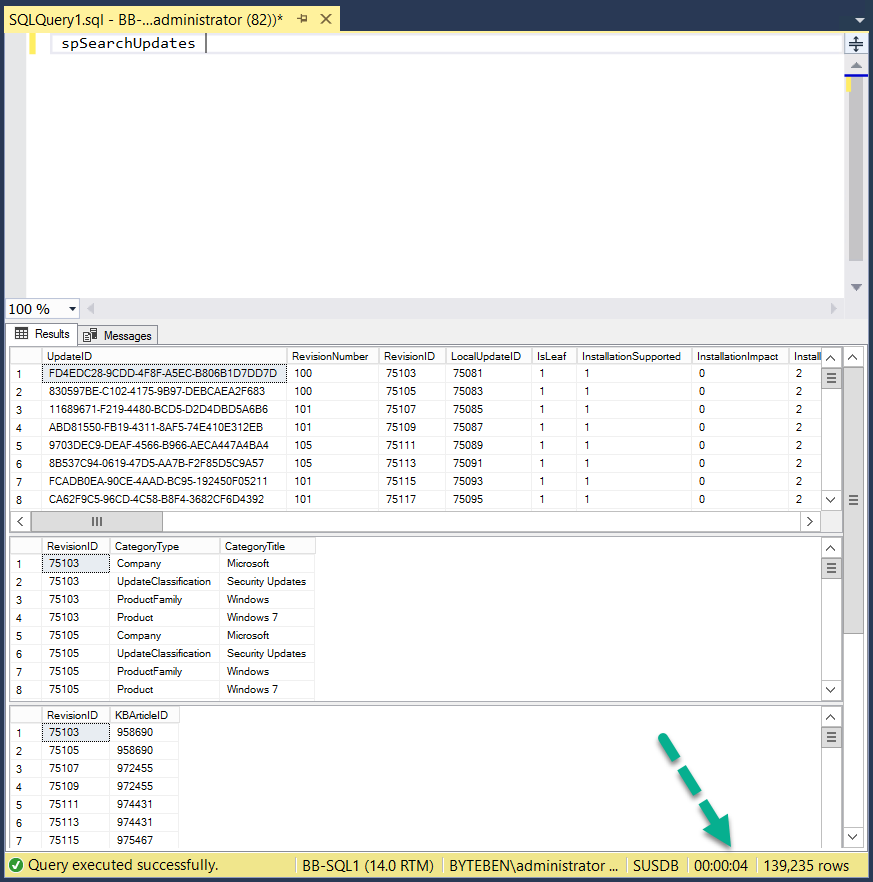 SQLQuery1.sql - BB-...administrator (82))*
spSearchUpdates
100 %
Results Messages
UpdateID RevisionNumber RevisionID LocalUpdateID IsLeaf InstallationSupported InstallationImpact Install
1 FD4EDC28-9CDD-4F8F-A5EC-B806B1D7DD7D 100 75103 75081 1 1 0 2
2 830597BE-C102-4175-9B97-DEBCAEA2F683 100 75105 75083 1 1 0 2
3 11689671-F219-4480-BCD5-D2D4DBD5A6B6 101 75107 75085 1 1 0 2
4 ABD81550-FB19-4311-8AF5-74E410E312EB 101 75109 75087 1 1 0 2
5 9703DEC9-DEAF-4566-B966-AECA447A4BA4 105 75111 75089 1 1 0 2
6 8B537C94-0619-47D5-AA7B-F2F85D5C9A57 105 75113 75091 1 1 0 2
7 FCADB0EA-90CE-4AAD-BC95-192450F05211 101 75115 75093 1 1 0 2
8 CA62F9C5-96CD-4C58-B8F4-3682CF6D4392 101 75117 75095 1 1 0 2
RevisionID CategoryType CategoryTitle
1 75103 Company Microsoft
2 75103 UpdateClassification Security Updates
3 75103 ProductFamily Windows
4 75103 Product Windows 7
5 75105 Company Microsoft
6 75105 UpdateClassification Security Updates
7 75105 ProductFamily Windows
8 75105 Product Windows 7
RevisionID KBArticleID
1 75103 958690
2 75105 958690
3 75107 972455
4 75109 972455
5 75111 974431
6 75113 974431
7 75115 975467
Query executed successfully. BB-SQL1 (14.0 RTM) BYTEBEN\administrator ... SUSDB 00:00:04 139,235 rows